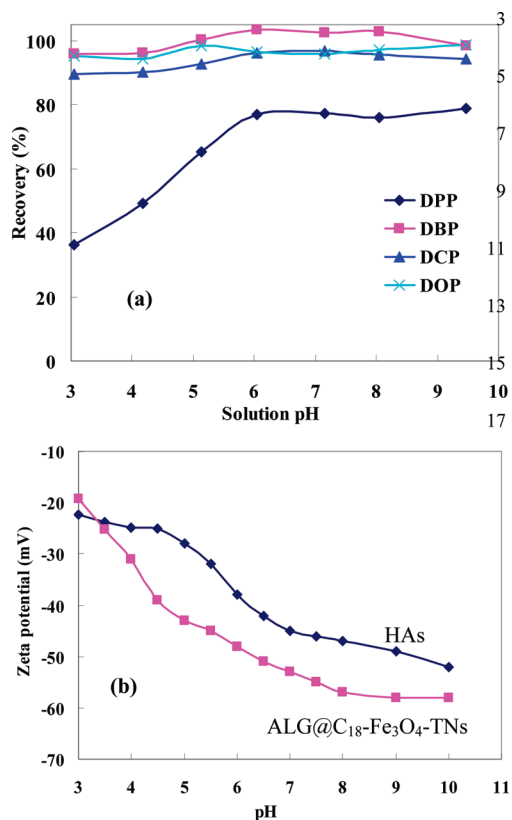 100
80
60
40
20
0
Recovery (%)
(a)
DPP
DBP
DCP
DOP
3 4 5 6 7 8 9 10
Solution pH
3
5
7
9
11
13
15
17
-10
-20
-30
-40
-50
-60
-70
Zeta potential (mV)
HAs
(b)
ALG@C₁₈-Fe₃O₄-TNs
3 4 5 6 7 8 9 10 11
pH